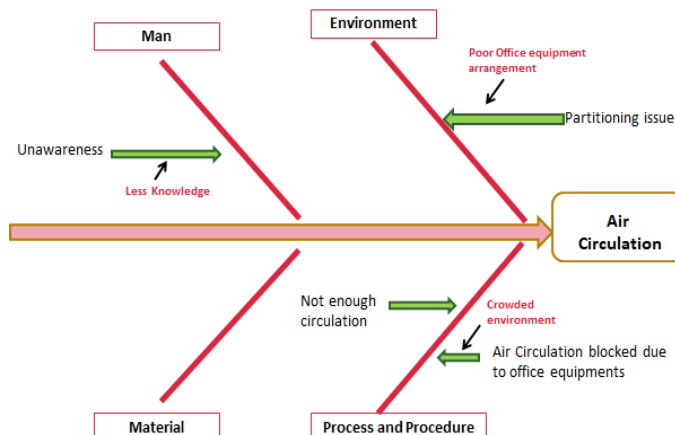 Environment
Man
Poor Office equipment
arrangement
Partitioning issue
Unawareness
Less Knowledge
Air
Circulation
Not enough
circulation
Crowded
environment
Air Circulation blocked due
to office equipments
Material
Process and Procedure